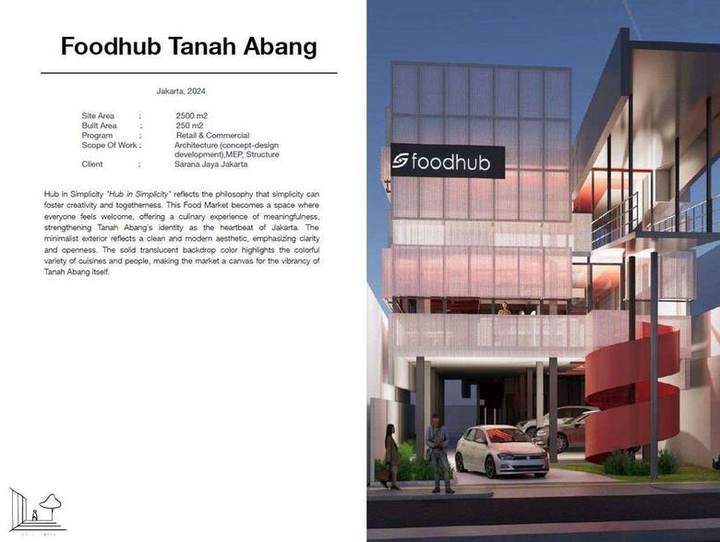 Foodhub Tanah Abang
Jakarta, 2024
Site Area : 2500 m2
Built Area : 250 m2
Program : Retail & Commercial
Scope Of Work : Architecture (concept-design
development),MEP, Structure
Client : Sarana Jaya Jakarta
Hub in Simplicity "Hub in Simplicity" reflects the philosophy that simplicity can
foster creativity and togetherness. This Food Market becomes a space where
everyone feels welcome, offering a culinary experience of meaningfulness,
strengthening Tanah Abang's identity as the heartbeat of Jakarta. The
minimalist exterior reflects a clean and modern aesthetic, emphasizing clarity
and openness. The solid translucent backdrop color highlights the colorful
variety of cuisines and people, making the market a canvas for the vibrancy of
Tanah Abang itself.
foodhub